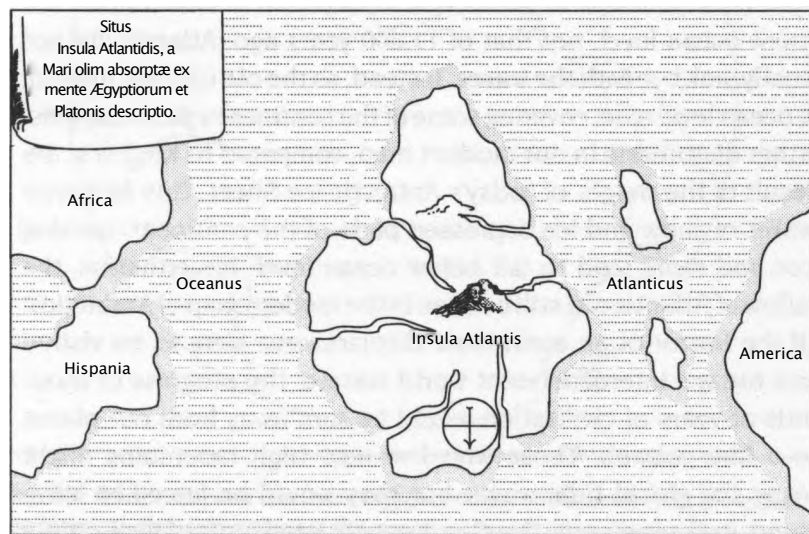 Situs
Insula Atlantidis, a
Mari olim absorptæ ex
mente Ægyptiorum et
Platonis descriptio.
Africa
Oceanus
Atlanticus
Insula Atlantis
America
Hispania